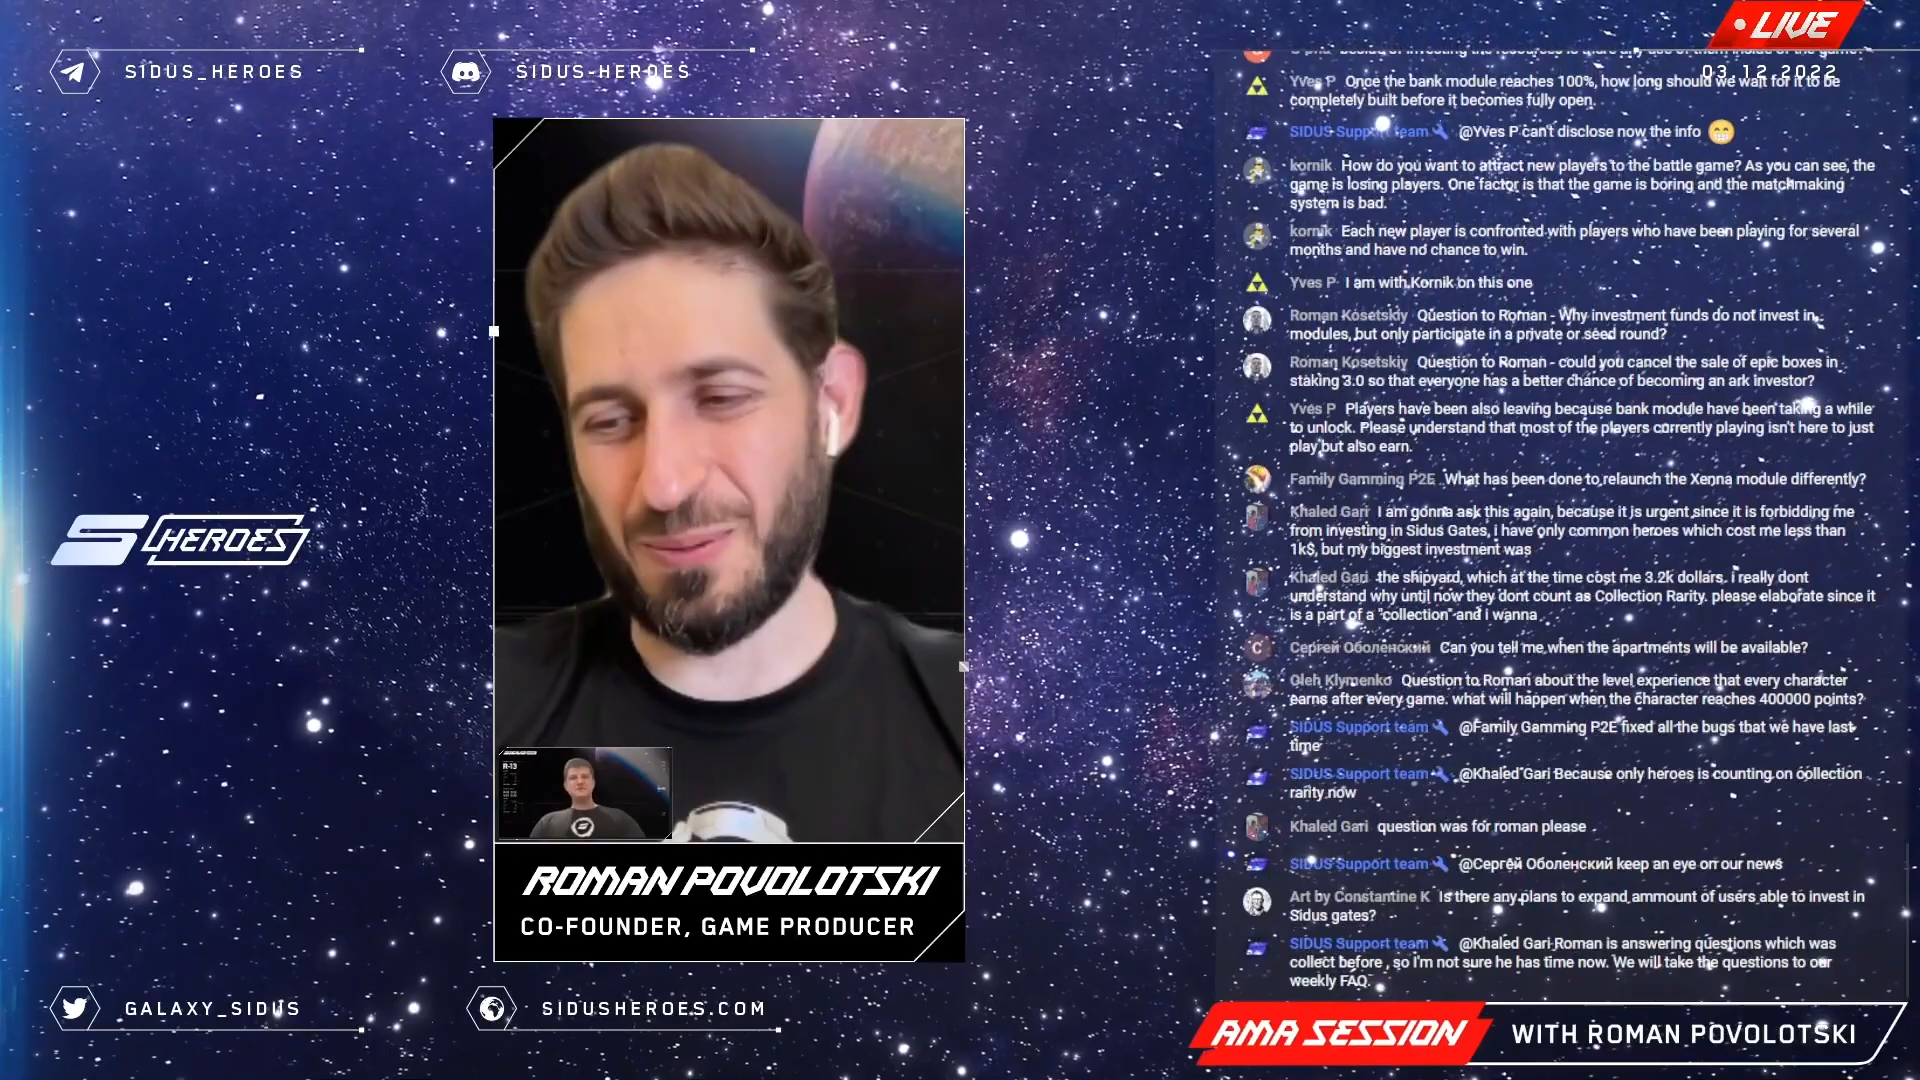 LIVE
03.12.2022
SIDUS_HEROES
SIDUS-HEROES
HEROES
R-13
ROMAN POVOLOTSKI
CO-FOUNDER, GAME PRODUCER
GALAXY_SIDUS
SIDUSHEROES.COM
Yves P Once the bank module reaches 100%, how long should we wait for it to be
completely built before it becomes fully open.
SIDUS Support team @Yves P can't disclose now the info
kornik How do you want to attract new players to the battle game? As you can see, the
game is losing players. One factor is that the game is boring and the matchmaking
system is bad.
kornik Each new player is confronted with players who have been playing for several
months and have no chance to win.
Yves P I am with Kornik on this one
Roman Kosetskiy Question to Roman - Why investment funds do not invest in
modules, but only participate in a private or seed round?
Roman Kosetskiy Question to Roman - could you cancel the sale of epic boxes in
staking 3.0 so that everyone has a better chance of becoming an ark investor?
Yves P Players have been also leaving because bank module have been taking a while
to unlock. Please understand that most of the players currently playing isn't here to just
play but also earn.
Family Gamming P2E What has been done to relaunch the Xenna module differently?
Khaled Gari I am gonna ask this again, because it is urgent since it is forbidding me
from investing in Sidus Gates, i have only common heroes which cost me less than
1k$, but my biggest investment was
Khaled Gari the shipyard, which at the time cost me 3.2k dollars. i really dont
understand why until now they dont count as Collection Rarity. please elaborate since it
is a part of a "collection" and i wanna
Сергей Оболенский Can you tell me when the apartments will be available?
Oleh Klymenko Question to Roman about the level experience that every character
earns after every game. what will happen when the character reaches 400000 points?
SIDUS Support team @Family Gamming P2E fixed all the bugs that we have last
time
SIDUS Support team @Khaled Gari Because only heroes is counting on collection
rarity now
Khaled Gari question was for roman please
SIDUS Support team @Сергей Оболенский keep an eye on our news
Art by Constantine K Is there any plans to expand ammount of users able to invest in
Sidus gates?
SIDUS Support team @Khaled Gari Roman is answering questions which was
collect before , so I'm not sure he has time now. We will take the questions to our
weekly FAQ.
AMA SESSION WITH ROMAN POVOLOTSKI